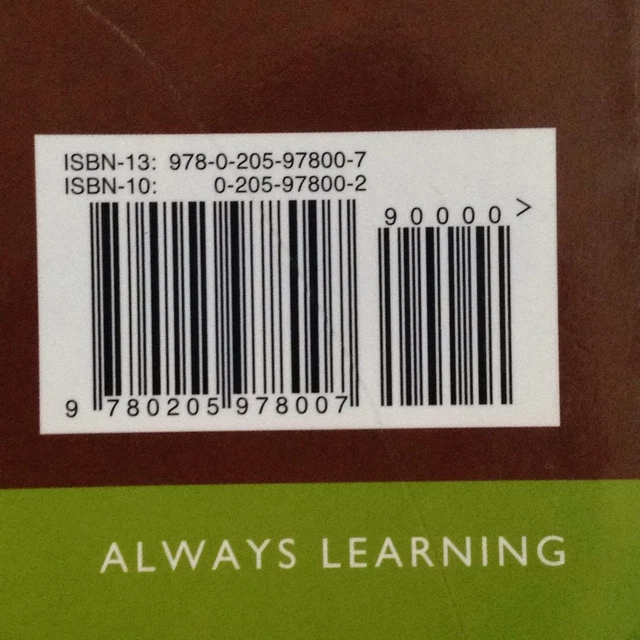 ISBN-13: 978-0-205-97800-7
ISBN-10: 0-205-97800-2
90000>
9 780205 978007
ALWAYS LEARNING